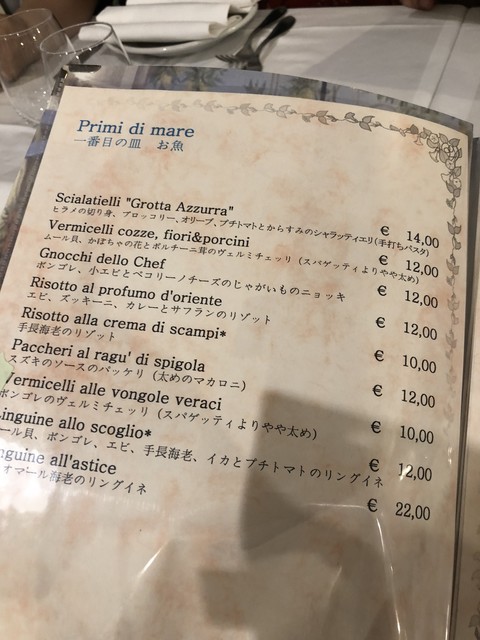 Primi di mare
一番目の皿 お魚
Scialatielli "Grotta Azzurra"
€ 14,00
ヒラメの切り身、ブロッコリー、オリーブ、プチトマトとからすみのシャラッティエリ(手打ちパスタ)
Vermicelli cozze, fiori&porcini
€ 12,00
ムール貝、かぼちゃの花とポルチーニ茸のヴェルミチェッリ (スパゲッティよりやや太め)
Gnocchi dello Chef
€ 12,00
ボンゴレ、小エビとペコリーノチーズのじゃがいものニョッキ
Risotto al profumo d'oriente
€ 12,00
エビ、ズッキーニ、カレーとサフランのリゾット
Risotto alla crema di scampi*
€ 10,00
手長海老のリゾット
Paccheri al ragu' di spigola
€ 12,00
スズキのソースのパッケリ (太めのマカロニ)
Vermicelli alle vongole veraci
€ 10,00
ボンゴレのヴェルミチェッリ (スパゲッティよりやや太め)
inguine allo scoglio*
€ 12,00
ール貝、ボンゴレ、エビ、手長海老、イカとプチトマトのリングイネ
nguine all'astice
€ 22,00
オマール海老のリングイネ